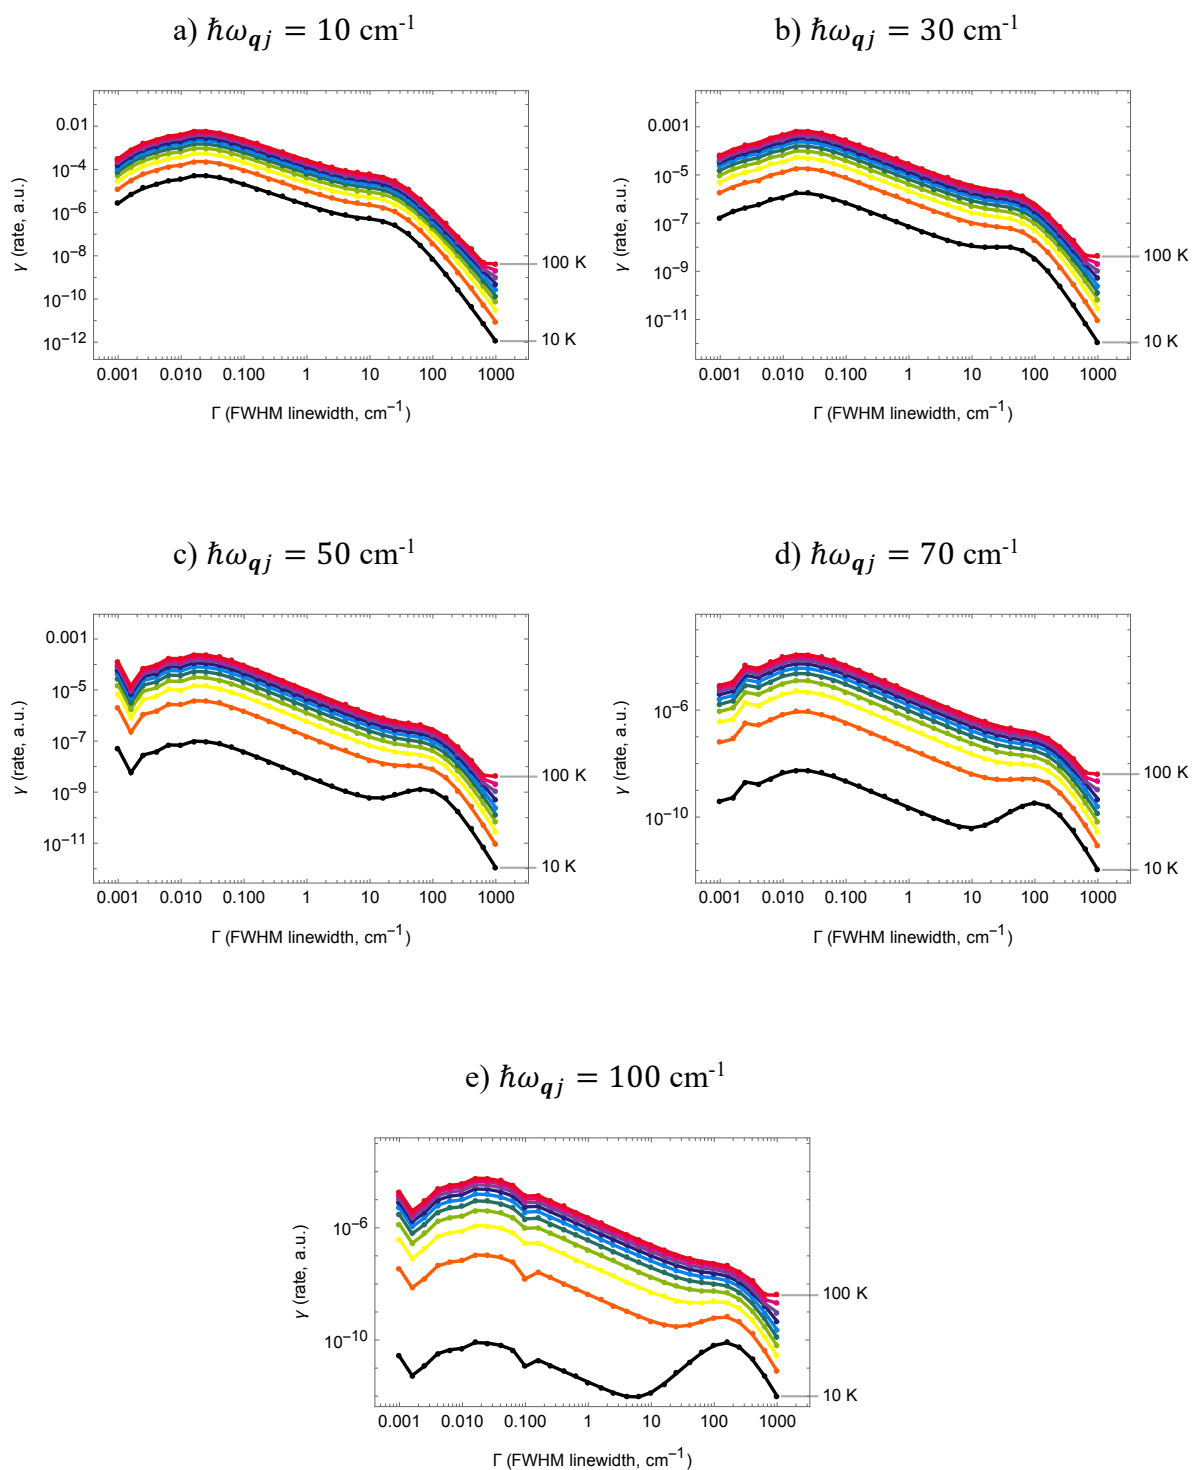 a) ℏω𝒒𝒋 = 10 cm⁻¹
γ (rate, a.u.)
0.01
10⁻⁴
10⁻⁶
10⁻⁸
10⁻¹⁰
10⁻¹²
100 K
10 K
0.001 0.010 0.100 1 10 100 1000
Γ (FWHM linewidth, cm⁻¹)
b) ℏω𝒒𝒋 = 30 cm⁻¹
γ (rate, a.u.)
0.001
10⁻⁵
10⁻⁷
10⁻⁹
10⁻¹¹
100 K
10 K
0.001 0.010 0.100 1 10 100 1000
Γ (FWHM linewidth, cm⁻¹)
c) ℏω𝒒𝒋 = 50 cm⁻¹
γ (rate, a.u.)
0.001
10⁻⁵
10⁻⁷
10⁻⁹
10⁻¹¹
100 K
10 K
0.001 0.010 0.100 1 10 100 1000
Γ (FWHM linewidth, cm⁻¹)
d) ℏω𝒒𝒋 = 70 cm⁻¹
γ (rate, a.u.)
10⁻⁶
10⁻¹⁰
100 K
10 K
0.001 0.010 0.100 1 10 100 1000
Γ (FWHM linewidth, cm⁻¹)
e) ℏω𝒒𝒋 = 100 cm⁻¹
γ (rate, a.u.)
10⁻⁶
10⁻¹⁰
100 K
10 K
0.001 0.010 0.100 1 10 100 1000
Γ (FWHM linewidth, cm⁻¹)